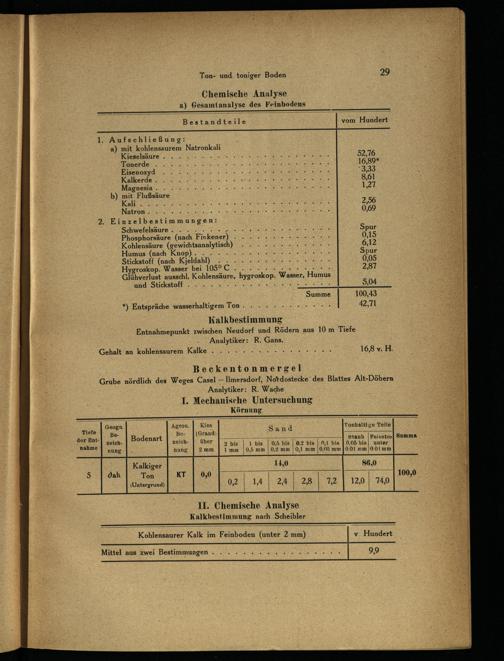 Ton- und toniger Boden 29
Chemische Analyse
a) Gesamtanalyse des Feinbodens
Bestandteile vom Hundert
1. Aufschließung:
a) mit kohlensaurem Natronkali
Kieselsäure 52,76
Tonerde 16,89*
Eisenoxyd 3,33
Kalkerde 8,61
Magnesia 1,27
b) mit Flußsäure
Kali 2,56
Natron 0,69
2. Einzelbestimmungen:
Schwefelsäure Spur
Phosphorsäure (nach Finkener) 0,15
Kohlensäure (gewichtsanalytisch) 6,12
Humus (nach Knop) Spur
Stickstoff (nach Kjeldahl) 0,05
Hygroskop. Wasser bei 105° C 2,87
Glühverlust ausschl. Kohlensäure, hygroskop. Wasser, Humus
und Stickstoff 5,04
Summe 100,43
*) Entspräche wasserhaltigem Ton 42,71
Kalkbestimmung
Entnahmepunkt zwischen Neudorf und Rödern aus 10 m Tiefe
Analytiker: R. Gans.
Gehalt an kohlensaurem Kalke 16,8 v. H.
Beckentonmergel
Grube nördlich des Weges Casel – Ilmersdorf, Nordostecke des Blattes Alt-Döbern
Analytiker: R. Wache
I. Mechanische Untersuchung
Körnung
Tiefe der Entnahme Geogn. Bezeichnung Bodenart Agron. Bezeichnung Kies (Grand) über 2 mm Sand Tonhaltige Teile Summa
2 bis 1 mm 1 bis 0,5 mm 0,5 bis 0,2 mm 0,2 bis 0,1 mm 0,1 bis 0,05 mm Staub 0,05 bis 0,01 mm Feinstes unter 0,01 mm
5 ∂ah Kalkiger Ton (Untergrund) KT 0,0 14,0 86,0 100,0
0,2 1,4 2,4 2,8 7,2 12,0 74,0
II. Chemische Analyse
Kalkbestimmung nach Scheibler
Kohlensaurer Kalk im Feinboden (unter 2 mm) v. Hundert
Mittel aus zwei Bestimmungen 9,9